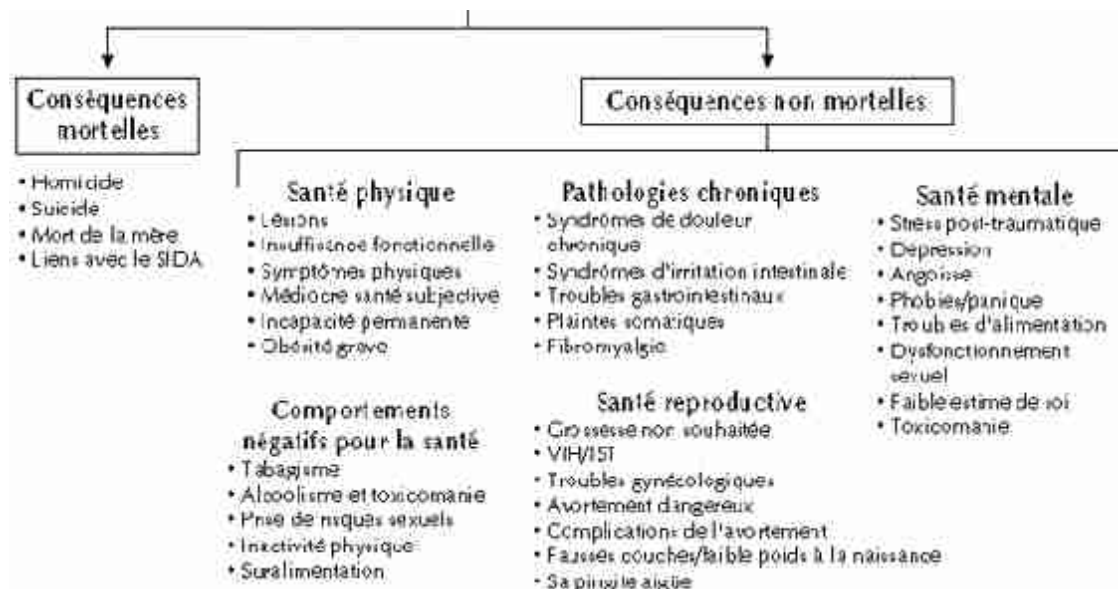 Conséquences
mortelles
• Homicide
• Suicide
• Mort de la mère
• Liens avec le SIDA
Conséquences non mortelles
Santé physique
• Lésions
• Insuffisance fonctionnelle
• Symptômes physiques
• Médiocre santé subjective
• Incapacité permanente
• Obésité grave
Comportements
négatifs pour la santé
• Tabagisme
• Alcoolisme et toxicomanie
• Prise de risques sexuels
• Inactivité physique
• Suralimentation
Pathologies chroniques
• Syndrômes de douleur
chronique
• Syndrômes d'irritation intestinale
• Troubles gastrointestinaux
• Plaintes somatiques
• Fibromyalgie
Santé reproductive
• Grossesse non souhaitée
• VIH/IST
• Troubles gynécologiques
• Avortement dangereux
• Complications de l'avortement
• Fausses couches/faible poids à la naissance
Santé mentale
• Stress post-traumatique
• Dépression
• Angoisse
• Phobies/panique
• Troubles d'alimentation
• Dysfonctionnement
sexuel
• Faible estime de soi
• Toxicomanie